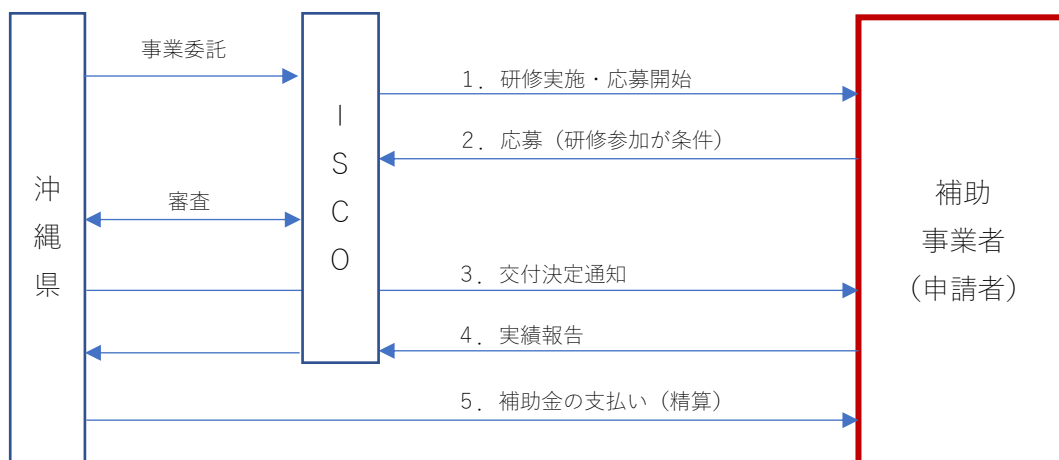 事業委託
1．研修実施・応募開始
2．応募（研修参加が条件）
沖縄県
審査
ISCO
補助
事業者
（申請者）
3．交付決定通知
4．実績報告
5．補助金の支払い（精算）